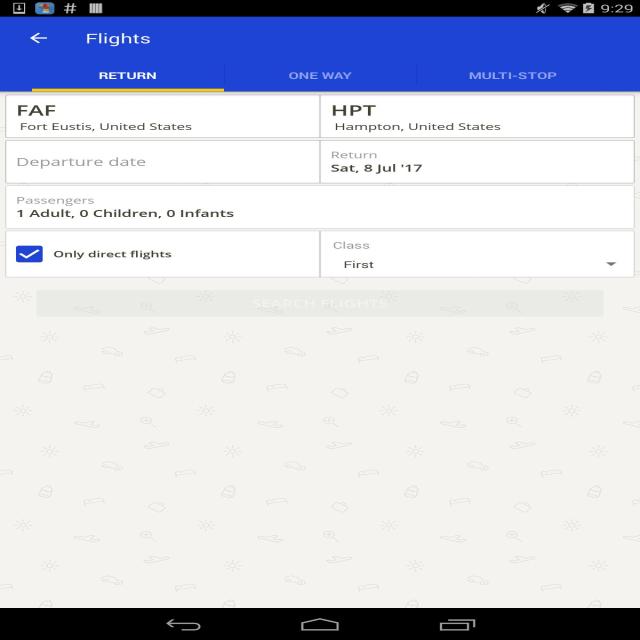 9:29
Flights
RETURN
ONE WAY
MULTI-STOP
FAF
Fort Eustis, United States
HPT
Hampton, United States
Departure date
Return
Sat, 8 Jul '17
Passengers
1 Adult, 0 Children, 0 Infants
Only direct flights
Class
First
SEARCH FLIGHTS